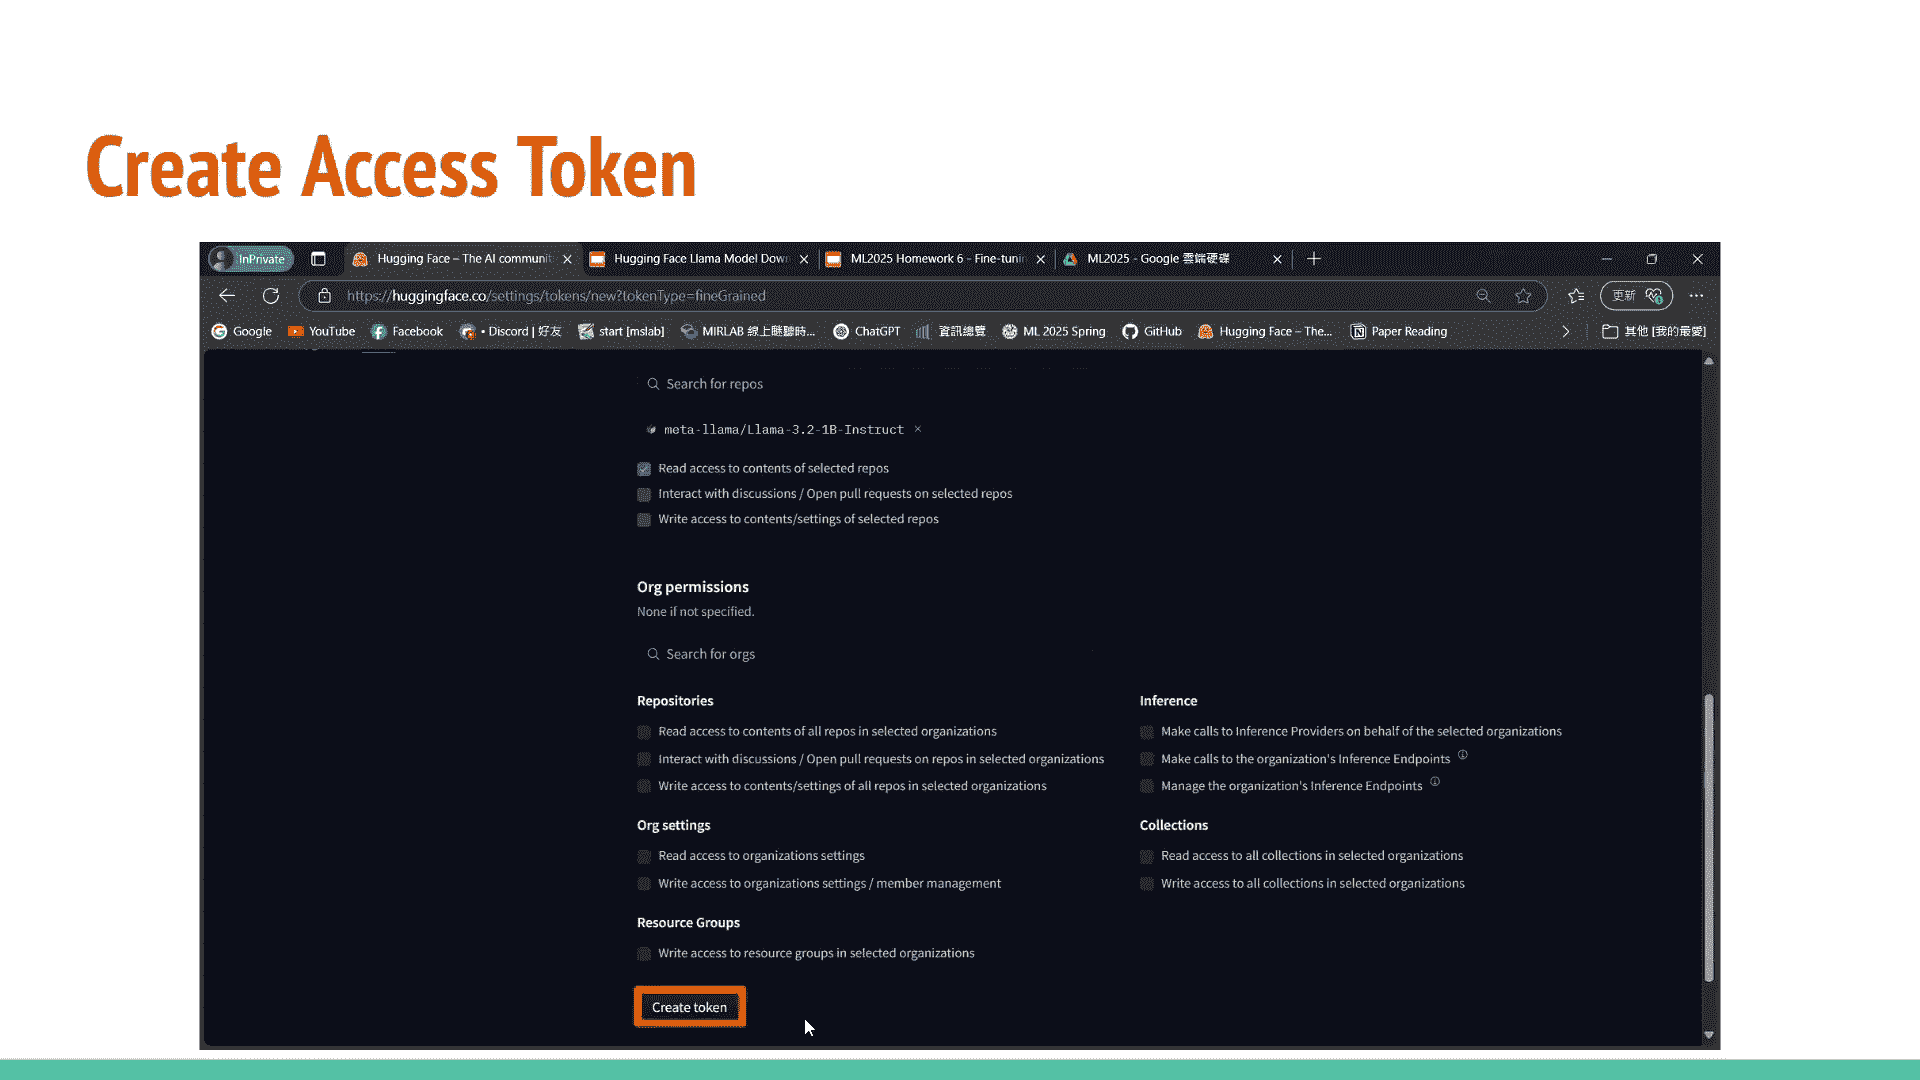 Create Access Token
InPrivate
Hugging Face – The AI communit
Hugging Face Llama Model Down
ML2025 Homework 6 - Fine-tunin
ML2025 - Google 雲端硬碟
https://huggingface.co/settings/tokens/new?tokenType=fineGrained
更新
Google
YouTube
Facebook
• Discord | 好友
start [mslab]
MIRLAB 線上聽時...
ChatGPT
資訊總覽
ML 2025 Spring
GitHub
Hugging Face – The...
Paper Reading
其他 [我的最愛]
Search for repos
meta-llama/Llama-3.2-1B-Instruct
Read access to contents of selected repos
Interact with discussions / Open pull requests on selected repos
Write access to contents/settings of selected repos
Org permissions
None if not specified.
Search for orgs
Repositories
Read access to contents of all repos in selected organizations
Interact with discussions / Open pull requests on repos in selected organizations
Write access to contents/settings of all repos in selected organizations
Inference
Make calls to Inference Providers on behalf of the selected organizations
Make calls to the organization's Inference Endpoints
Manage the organization's Inference Endpoints
Org settings
Read access to organizations settings
Write access to organizations settings / member management
Collections
Read access to all collections in selected organizations
Write access to all collections in selected organizations
Resource Groups
Write access to resource groups in selected organizations
Create token